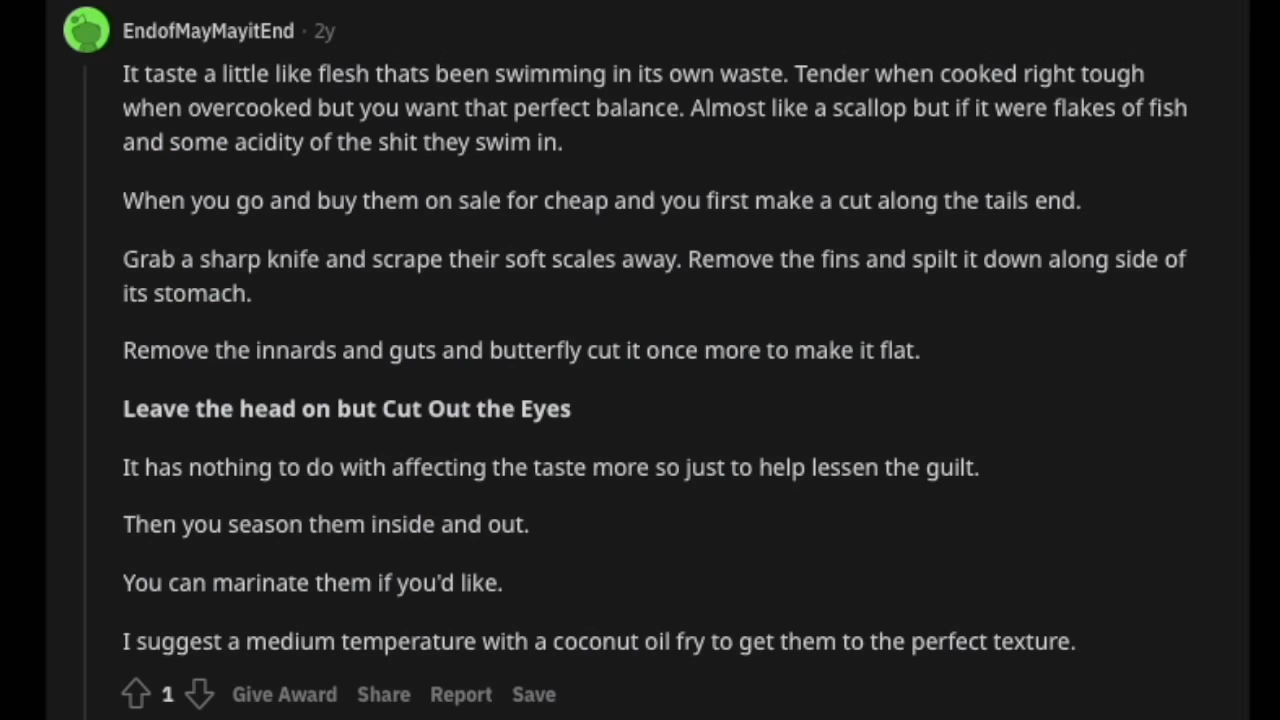 EndofMayMayitEnd · 2y
It taste a little like flesh thats been swimming in its own waste. Tender when cooked right tough
when overcooked but you want that perfect balance. Almost like a scallop but if it were flakes of fish
and some acidity of the shit they swim in.
When you go and buy them on sale for cheap and you first make a cut along the tails end.
Grab a sharp knife and scrape their soft scales away. Remove the fins and spilt it down along side of
its stomach.
Remove the innards and guts and butterfly cut it once more to make it flat.
Leave the head on but Cut Out the Eyes
It has nothing to do with affecting the taste more so just to help lessen the guilt.
Then you season them inside and out.
You can marinate them if you'd like.
I suggest a medium temperature with a coconut oil fry to get them to the perfect texture.
1 Give Award Share Report Save